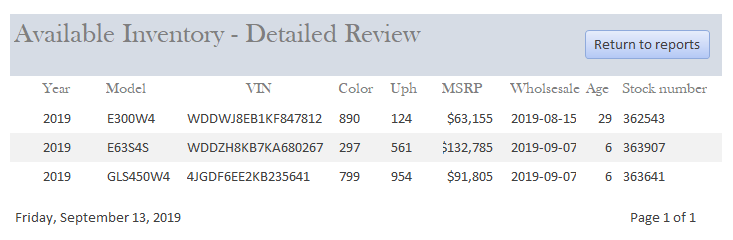 Available Inventory - Detailed Review
Return to reports
Year Model VIN Color Uph MSRP Wholsesale Age Stock number
2019 E300W4 WDDWJ8EB1KF847812 890 124 $63,155 2019-08-15 29 362543
2019 E63S4S WDDZH8KB7KA680267 297 561 $132,785 2019-09-07 6 363907
2019 GLS450W4 4JGDF6EE2KB235641 799 954 $91,805 2019-09-07 6 363641
Friday, September 13, 2019 Page 1 of 1